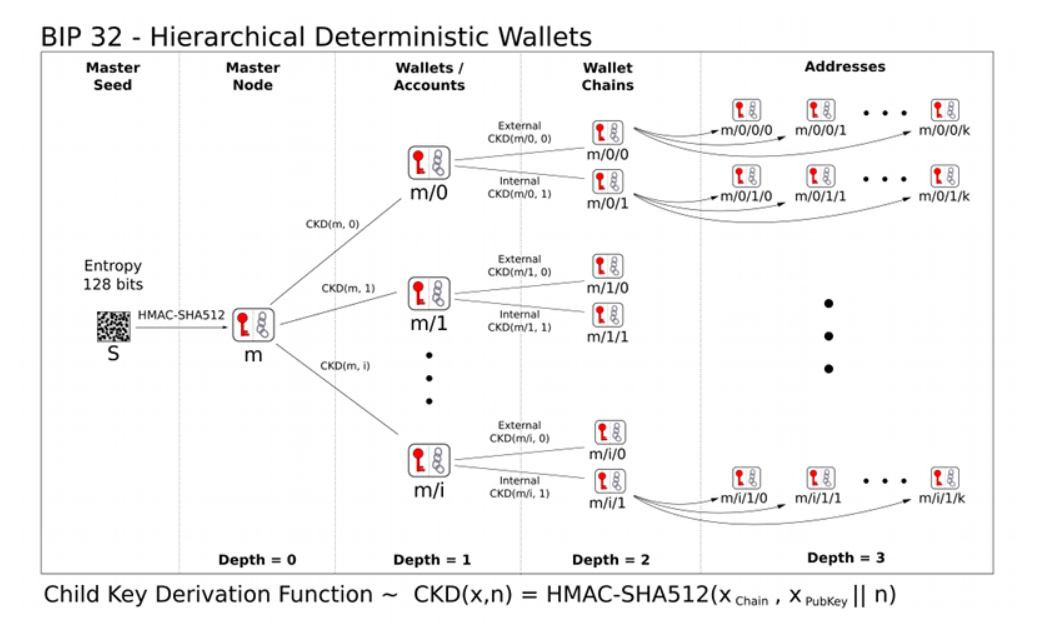 BIP 32 - Hierarchical Deterministic Wallets
Master
Seed
Master
Node
Wallets /
Accounts
Wallet
Chains
Addresses
Entropy
128 bits
S
HMAC-SHA512
m
CKD(m, 0)
CKD(m, 1)
CKD(m, i)
m/0
m/1
m/i
External
CKD(m/0, 0)
Internal
CKD(m/0, 1)
External
CKD(m/1, 0)
Internal
CKD(m/1, 1)
External
CKD(m/i, 0)
Internal
CKD(m/i, 1)
m/0/0
m/0/1
m/1/0
m/1/1
m/i/0
m/i/1
m/0/0/0 m/0/0/1 • • • m/0/0/k
m/0/1/0 m/0/1/1 • • • m/0/1/k
m/i/1/0 m/i/1/1 • • • m/i/1/k
Depth = 0
Depth = 1
Depth = 2
Depth = 3
Child Key Derivation Function ~ CKD(x,n) = HMAC-SHA512(x Chain , x PubKey || n)